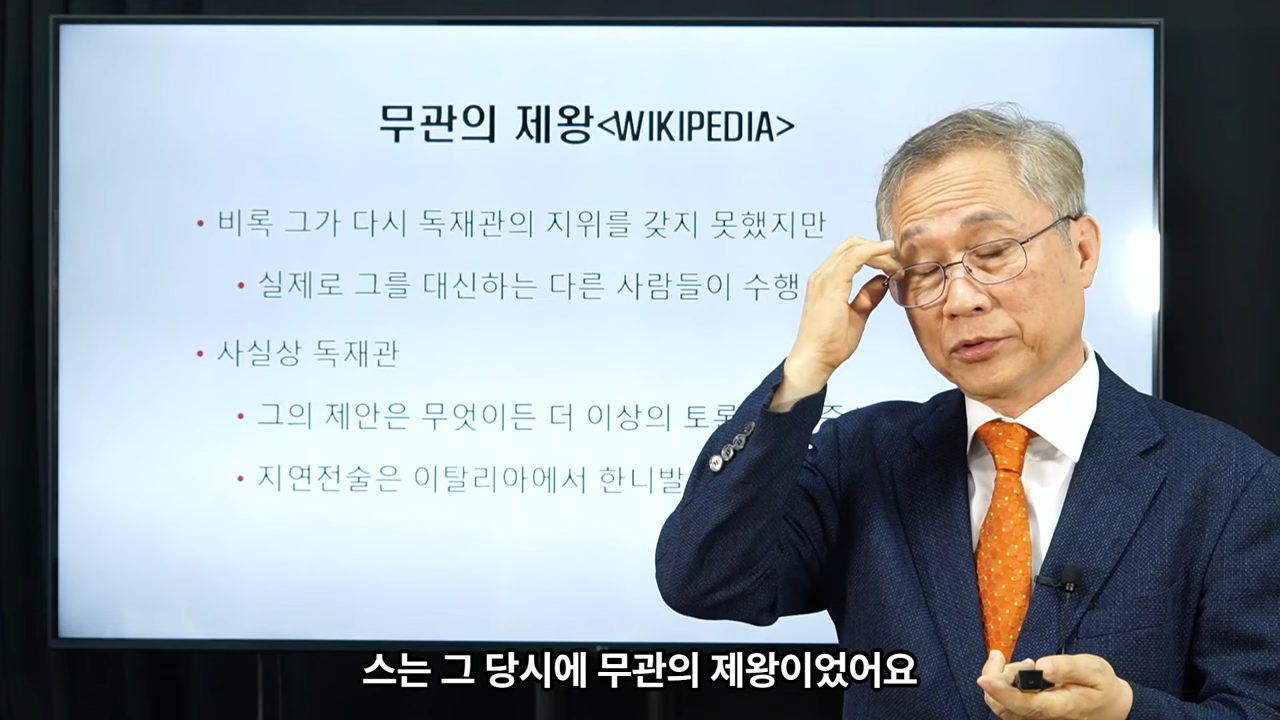 무관의 제왕<WIKIPEDIA>
• 비록 그가 다시 독재관의 지위를 갖지 못했지만
• 실제로 그를 대신하는 다른 사람들이 수행
• 사실상 독재관
• 그의 제안은 무엇이든 더 이상의
• 지연전술은 이탈리아에서 한니발
스는 그 당시에 무관의 제왕이었어요